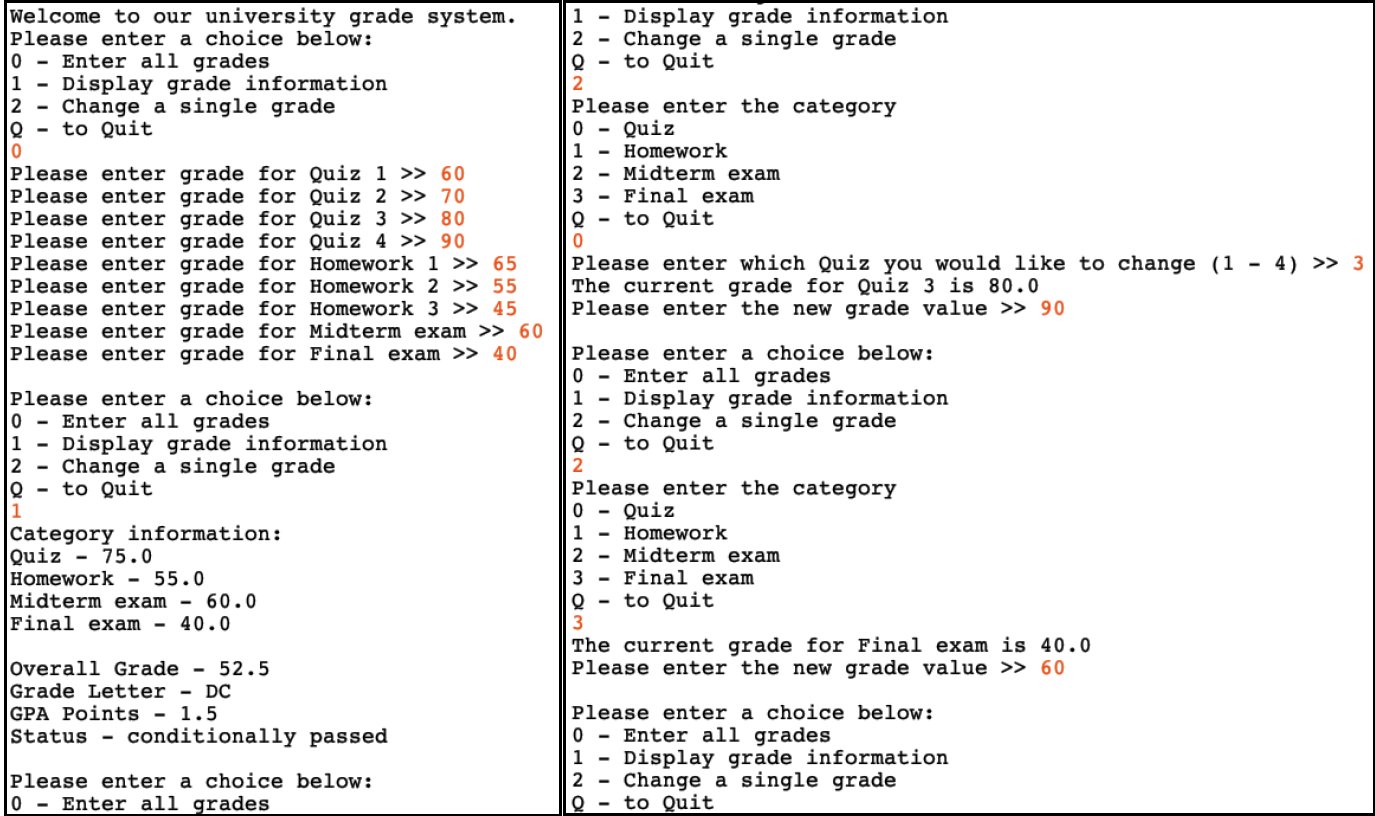 Welcome to our university grade system.
Please enter a choice below:
0 - Enter all grades
1 - Display grade information
2 - Change a single grade
Q - to Quit
0
Please enter grade for Quiz 1 >> 60
Please enter grade for Quiz 2 >> 70
Please enter grade for Quiz 3 >> 80
Please enter grade for Quiz 4 >> 90
Please enter grade for Homework 1 >> 65
Please enter grade for Homework 2 >> 55
Please enter grade for Homework 3 >> 45
Please enter grade for Midterm exam >> 60
Please enter grade for Final exam >> 40

Please enter a choice below:
0 - Enter all grades
1 - Display grade information
2 - Change a single grade
Q - to Quit
1
Category information:
Quiz - 75.0
Homework - 55.0
Midterm exam - 60.0
Final exam - 40.0

Overall Grade - 52.5
Grade Letter - DC
GPA Points - 1.5
Status - conditionally passed

Please enter a choice below:
0 - Enter all grades
1 - Display grade information
2 - Change a single grade
Q - to Quit
2
Please enter the category
0 - Quiz
1 - Homework
2 - Midterm exam
3 - Final exam
Q - to Quit
0
Please enter which Quiz you would like to change (1 - 4) >> 3
The current grade for Quiz 3 is 80.0
Please enter the new grade value >> 90

Please enter a choice below:
0 - Enter all grades
1 - Display grade information
2 - Change a single grade
Q - to Quit
2
Please enter the category
0 - Quiz
1 - Homework
2 - Midterm exam
3 - Final exam
Q - to Quit
3
The current grade for Final exam is 40.0
Please enter the new grade value >> 60

Please enter a choice below:
0 - Enter all grades
1 - Display grade information
2 - Change a single grade
Q - to Quit